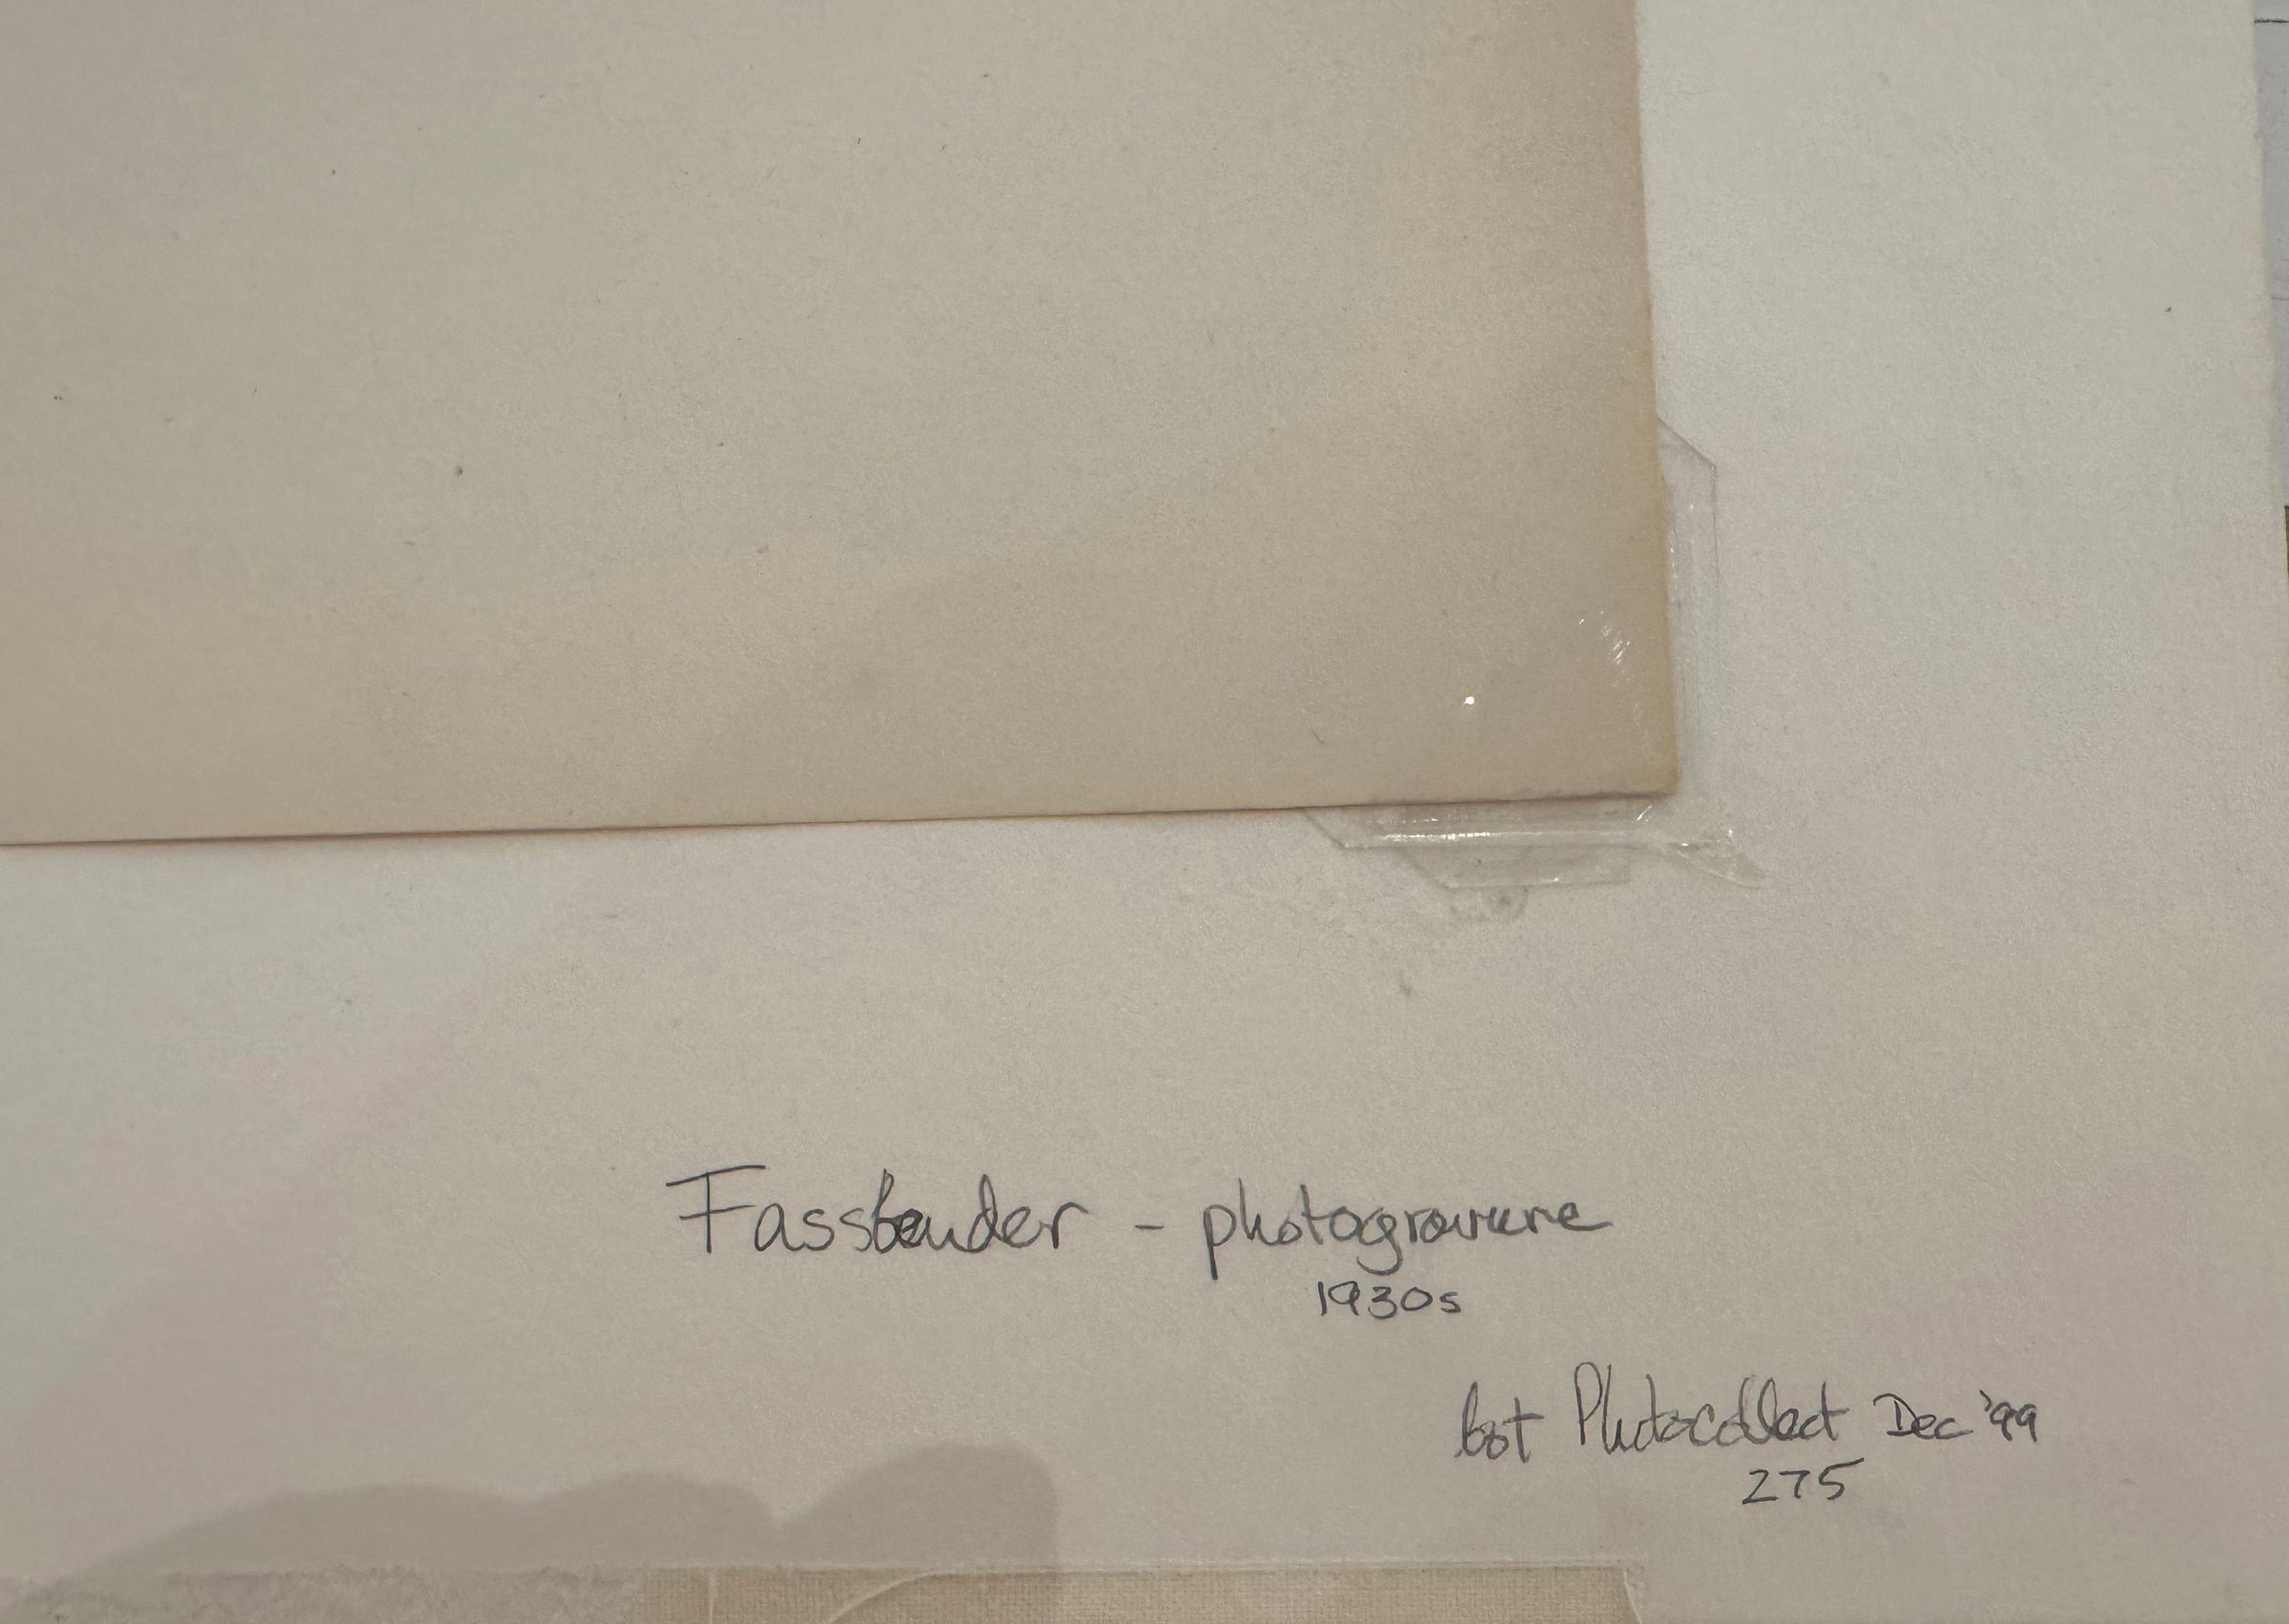 Fassbender - photogravure
1930s
bot Photocollect Dec '99
275